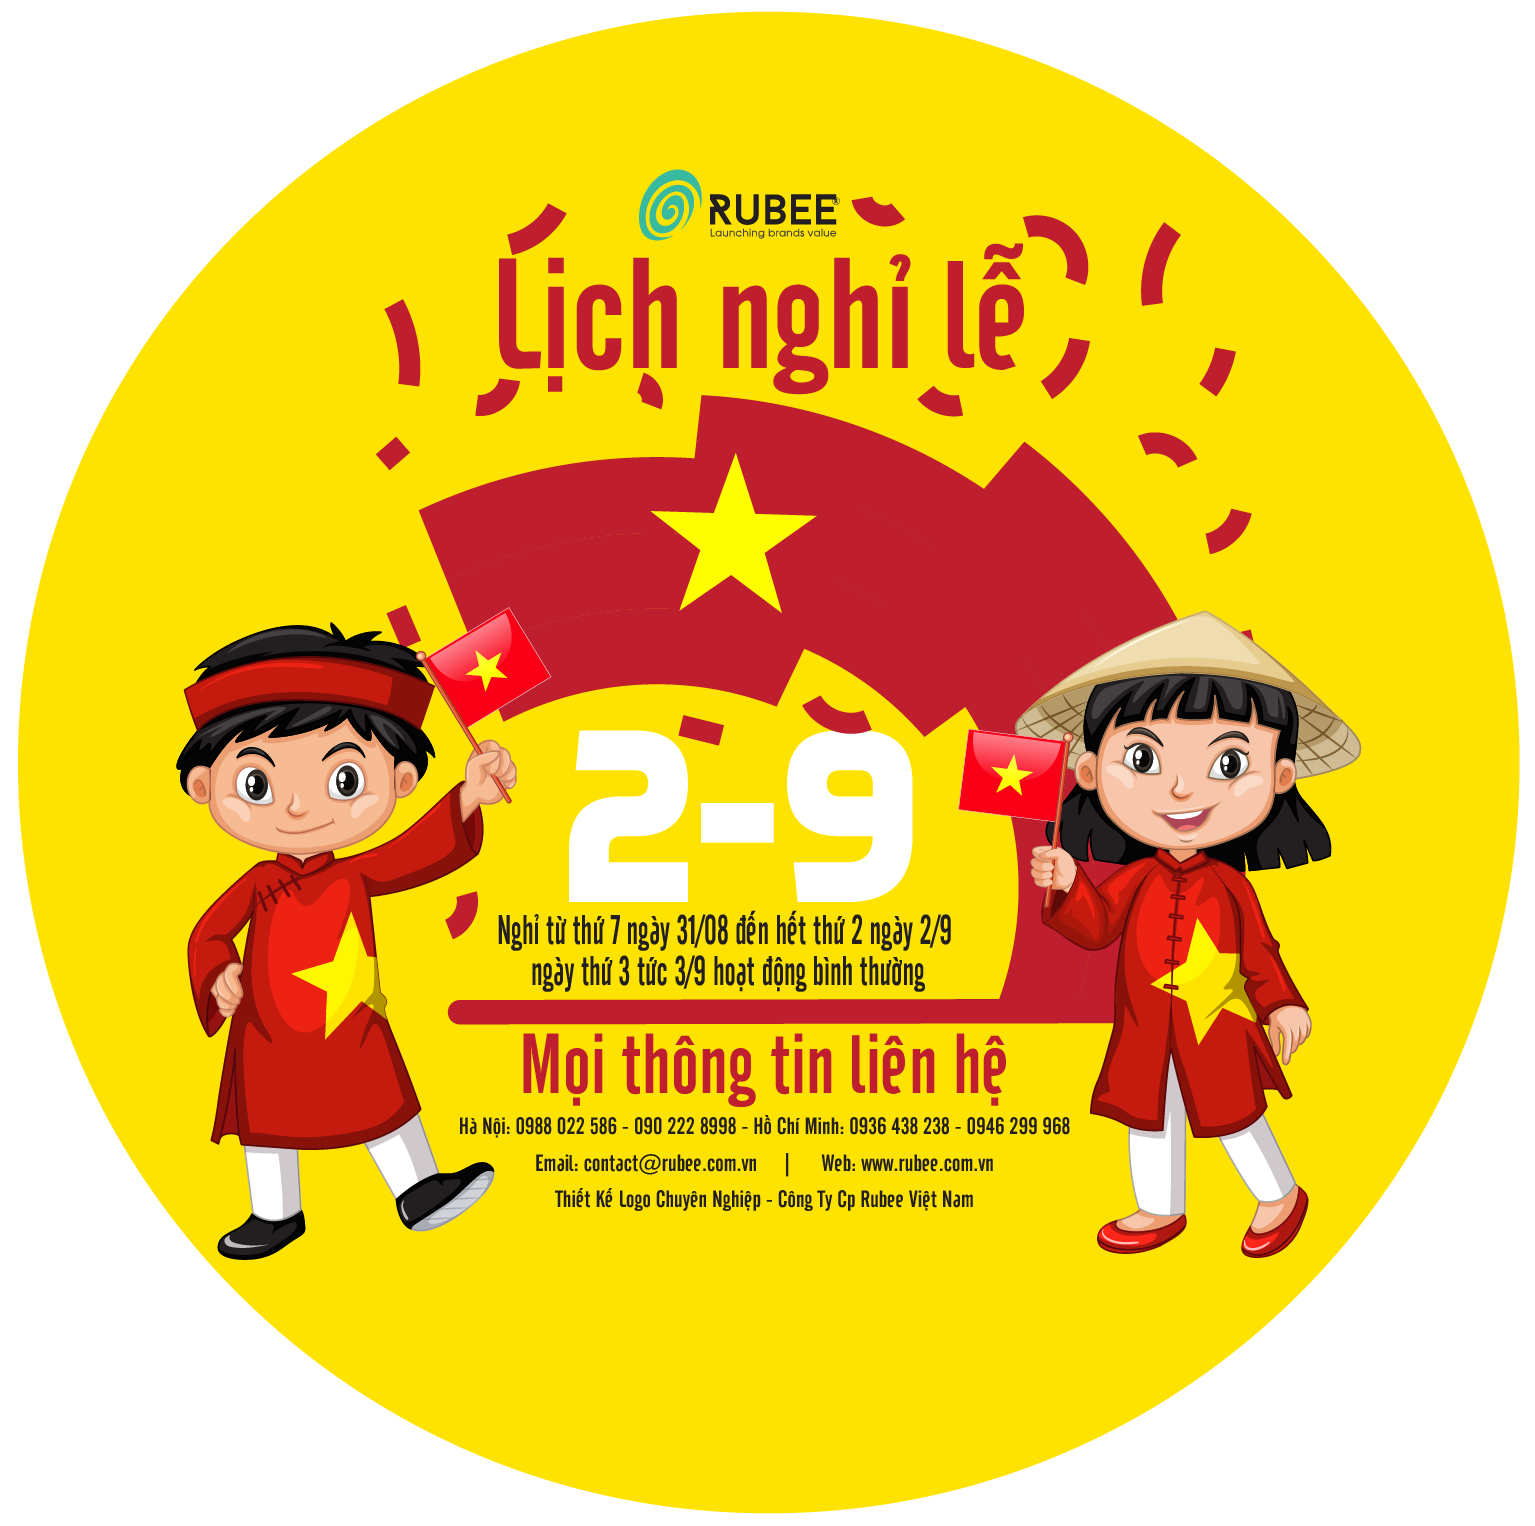 RUBEE®
Launching brands value
Lịch nghỉ lễ
2-9
Nghỉ từ thứ 7 ngày 31/08 đến hết thứ 2 ngày 2/9
ngày thứ 3 tức 3/9 hoạt động bình thường
Mọi thông tin liên hệ
Hà Nội: 0988 022 586 - 090 222 8998 - Hồ Chí Minh: 0936 438 238 - 0946 299 968
Email: contact@rubee.com.vn | Web: www.rubee.com.vn
Thiết Kế Logo Chuyên Nghiệp - Công Ty Cp Rubee Việt Nam